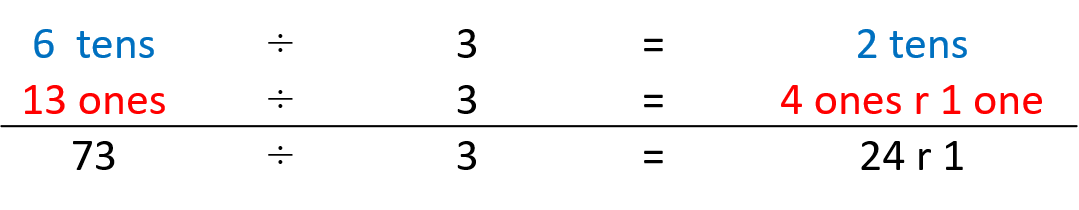 6 tens ÷ 3 = 2 tens
13 ones ÷ 3 = 4 ones r 1 one
73 ÷ 3 = 24 r 1